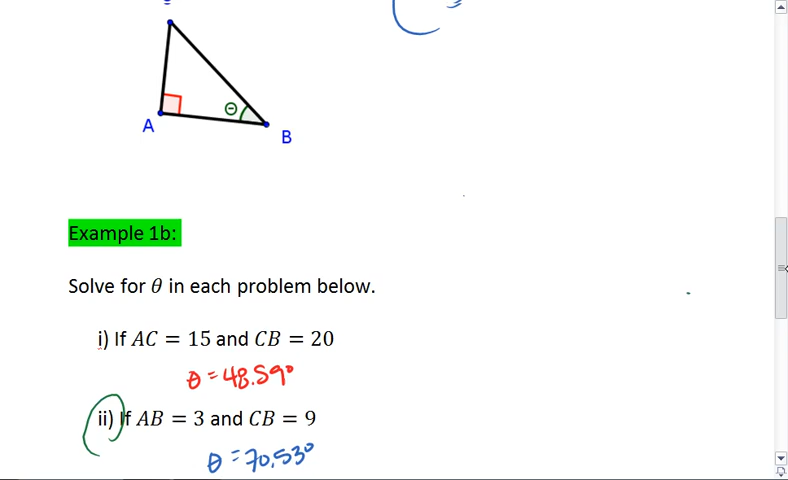 Θ
A
B
Example 1b:
Solve for θ in each problem below.
i) If AC = 15 and CB = 20
θ = 48.59°
ii) If AB = 3 and CB = 9
θ = 70.53°